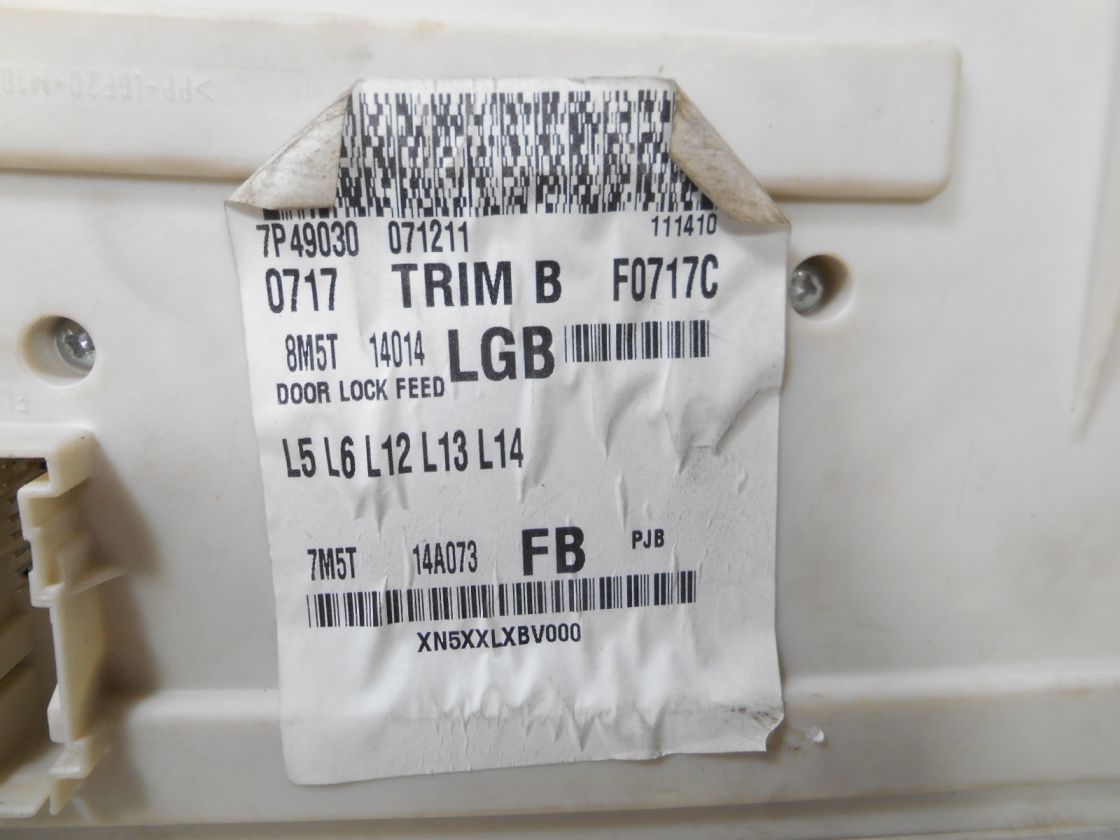 7P49030 071211 111410
0717 TRIM B F0717C
8M5T 14014 LGB
DOOR LOCK FEED
L5 L6 L12 L13 L14
7M5T 14A073 FB PJB
XN5XXLXBV000